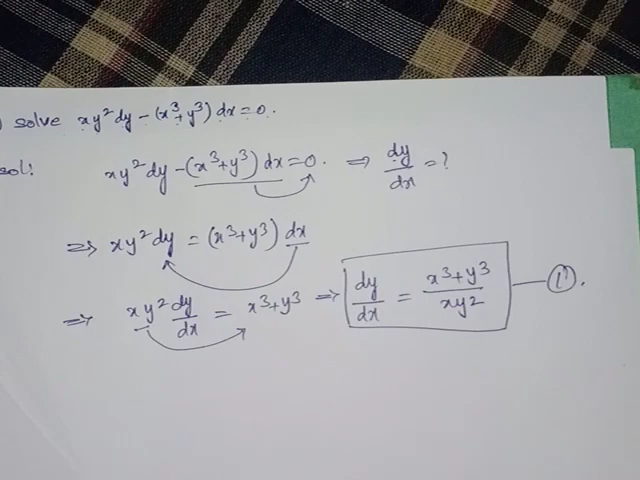 ) solve xy²dy - (x³+y³) dx = 0.
sol: xy²dy - (x³+y³) dx = 0. ⇒ dy/dx = ?
⇒ xy²dy = (x³+y³) dx
⇒ xy² dy/dx = x³+y³ ⇒ dy/dx = x³+y³/xy2 — (1).